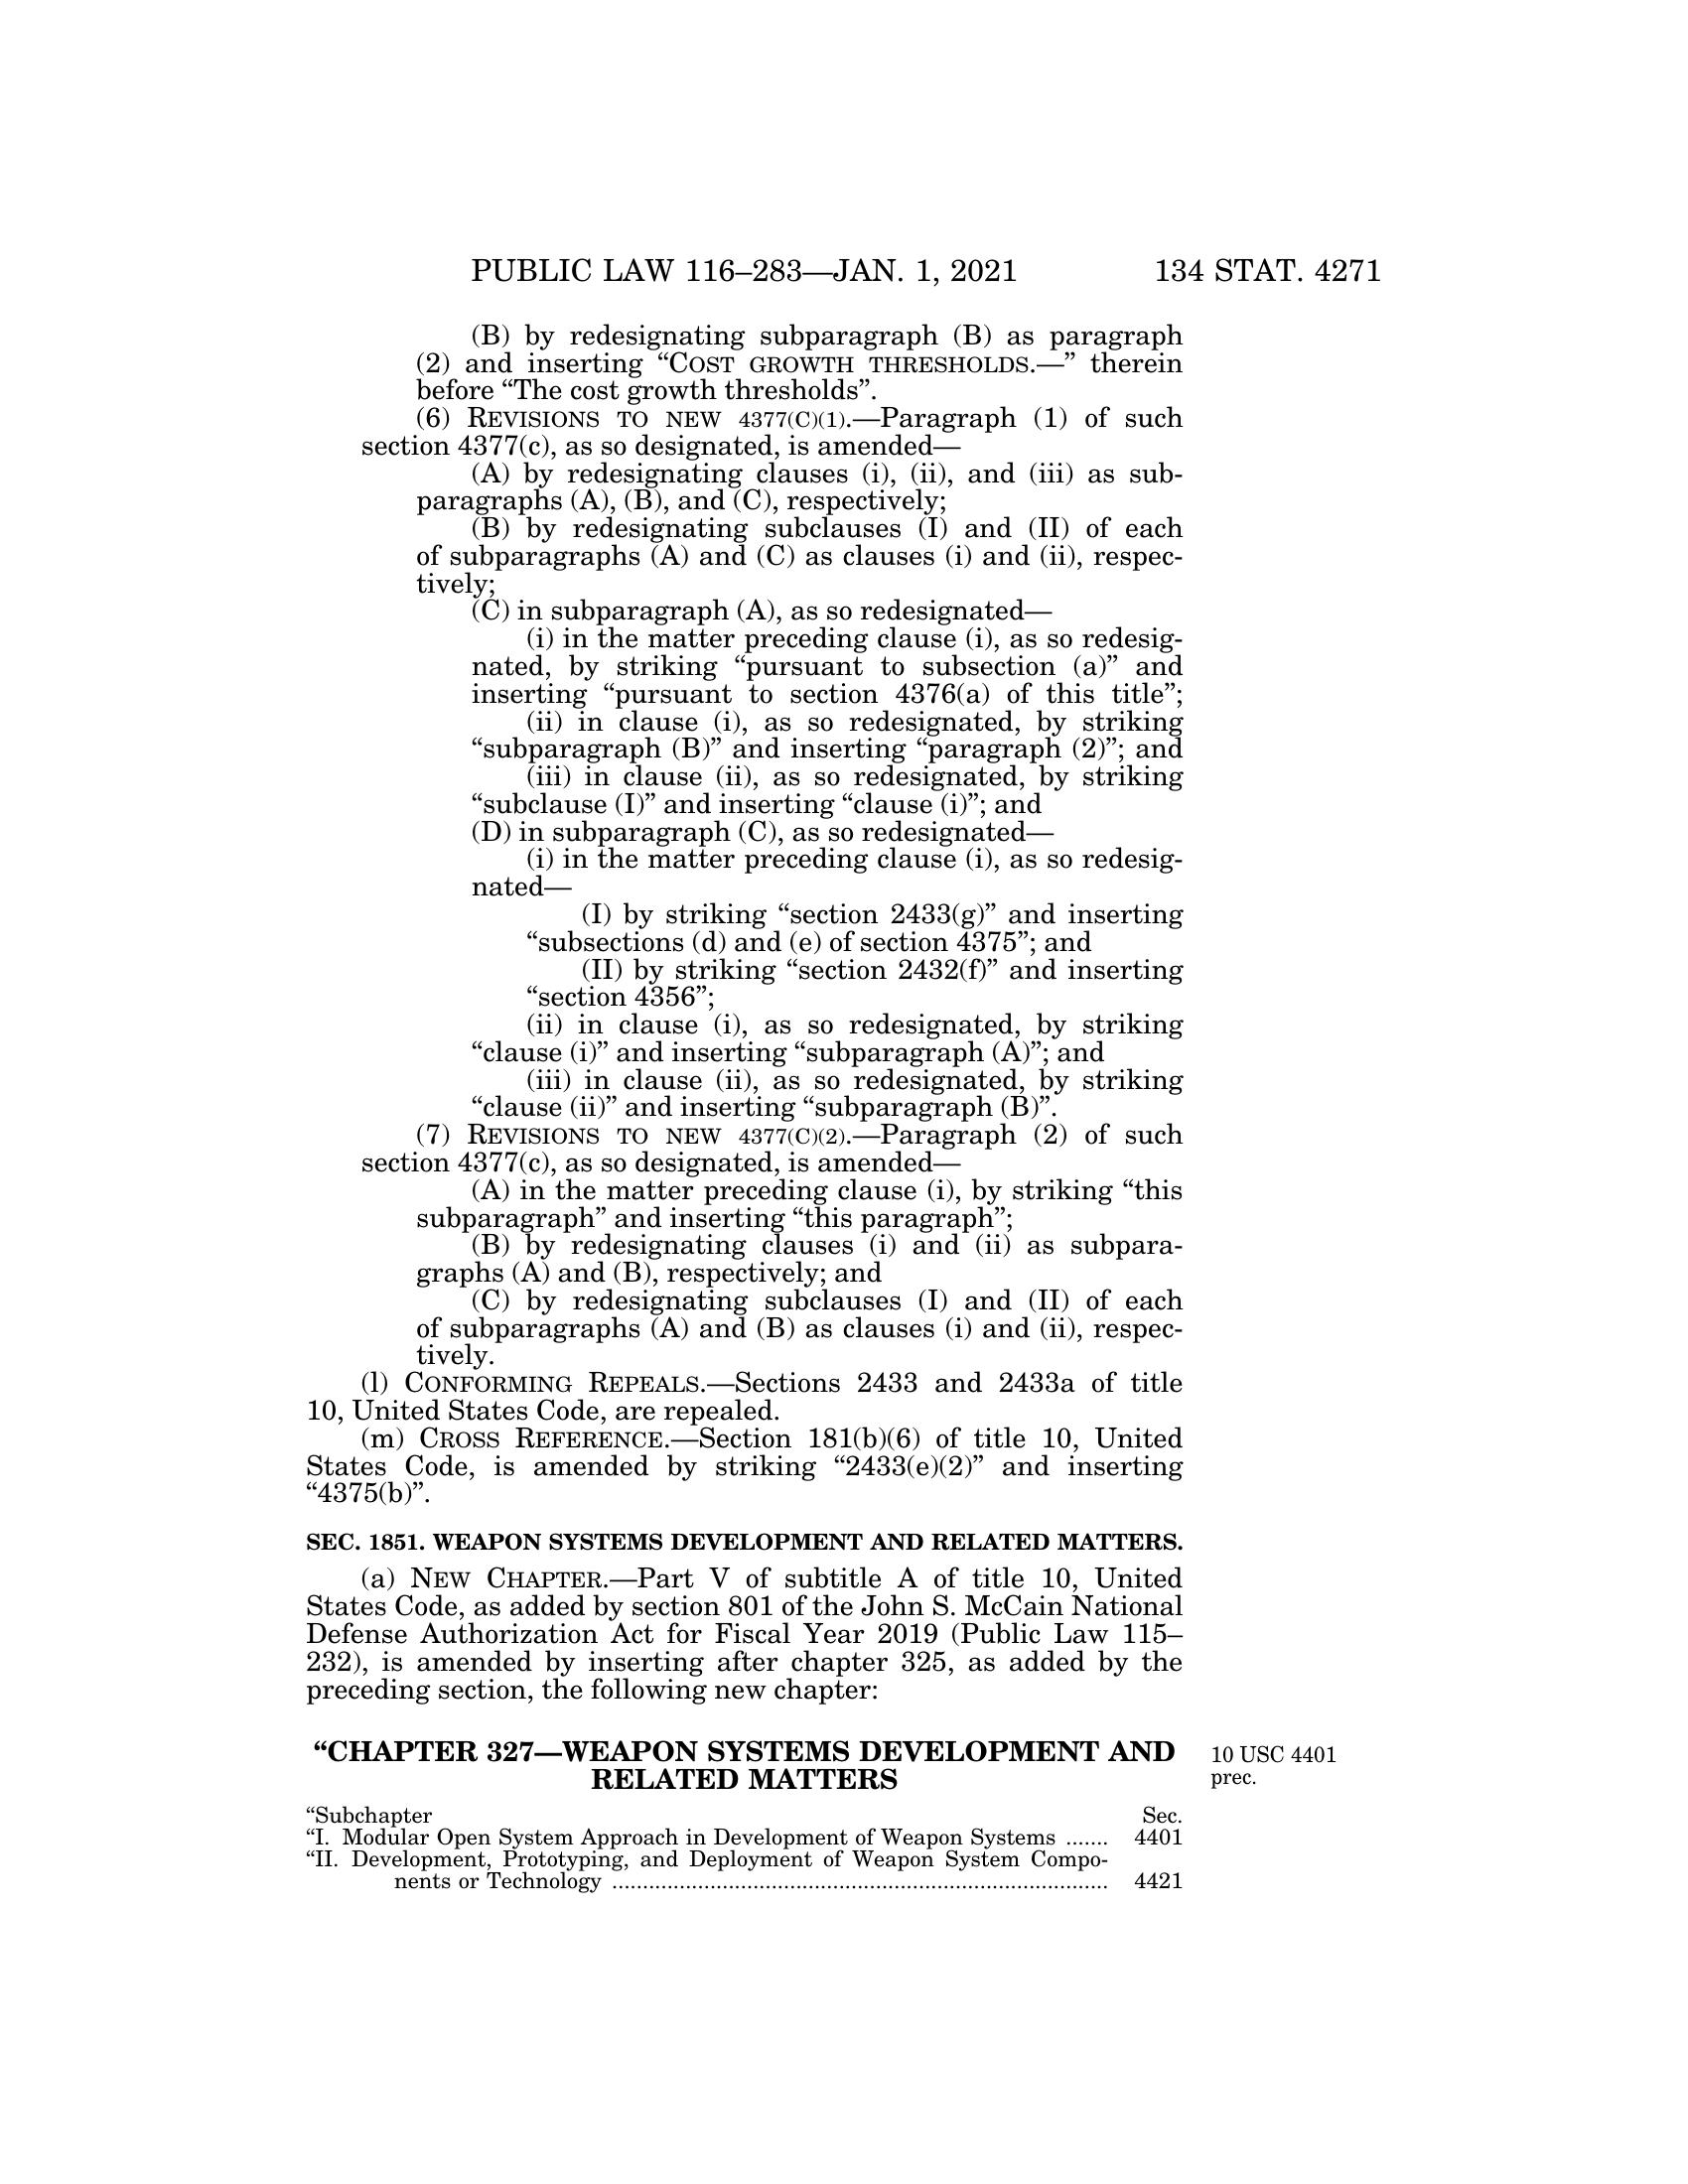 PUBLIC LAW 116–283—JAN. 1, 2021 134 STAT. 4271
(B) by redesignating subparagraph (B) as paragraph
(2) and inserting “COST GROWTH THRESHOLDS.—” therein
before “The cost growth thresholds”.
(6) REVISIONS TO NEW 4377(C)(1).—Paragraph (1) of such
section 4377(c), as so designated, is amended—
(A) by redesignating clauses (i), (ii), and (iii) as sub-
paragraphs (A), (B), and (C), respectively;
(B) by redesignating subclauses (I) and (II) of each
of subparagraphs (A) and (C) as clauses (i) and (ii), respec-
tively;
(C) in subparagraph (A), as so redesignated—
(i) in the matter preceding clause (i), as so redesig-
nated, by striking “pursuant to subsection (a)” and
inserting “pursuant to section 4376(a) of this title”;
(ii) in clause (i), as so redesignated, by striking
“subparagraph (B)” and inserting “paragraph (2)”; and
(iii) in clause (ii), as so redesignated, by striking
“subclause (I)” and inserting “clause (i)”; and
(D) in subparagraph (C), as so redesignated—
(i) in the matter preceding clause (i), as so redesig-
nated—
(I) by striking “section 2433(g)” and inserting
“subsections (d) and (e) of section 4375”; and
(II) by striking “section 2432(f)” and inserting
“section 4356”;
(ii) in clause (i), as so redesignated, by striking
“clause (i)” and inserting “subparagraph (A)”; and
(iii) in clause (ii), as so redesignated, by striking
“clause (ii)” and inserting “subparagraph (B)”.
(7) REVISIONS TO NEW 4377(C)(2).—Paragraph (2) of such
section 4377(c), as so designated, is amended—
(A) in the matter preceding clause (i), by striking “this
subparagraph” and inserting “this paragraph”;
(B) by redesignating clauses (i) and (ii) as subpara-
graphs (A) and (B), respectively; and
(C) by redesignating subclauses (I) and (II) of each
of subparagraphs (A) and (B) as clauses (i) and (ii), respec-
tively.
(l) CONFORMING REPEALS.—Sections 2433 and 2433a of title
10, United States Code, are repealed.
(m) CROSS REFERENCE.—Section 181(b)(6) of title 10, United
States Code, is amended by striking “2433(e)(2)” and inserting
“4375(b)”.
SEC. 1851. WEAPON SYSTEMS DEVELOPMENT AND RELATED MATTERS.
(a) NEW CHAPTER.—Part V of subtitle A of title 10, United
States Code, as added by section 801 of the John S. McCain National
Defense Authorization Act for Fiscal Year 2019 (Public Law 115–
232), is amended by inserting after chapter 325, as added by the
preceding section, the following new chapter:
“CHAPTER 327—WEAPON SYSTEMS DEVELOPMENT AND
RELATED MATTERS
10 USC 4401
prec.
“Subchapter Sec.
“I. Modular Open System Approach in Development of Weapon Systems ....... 4401
“II. Development, Prototyping, and Deployment of Weapon System Compo-
nents or Technology ................................................................................ 4421